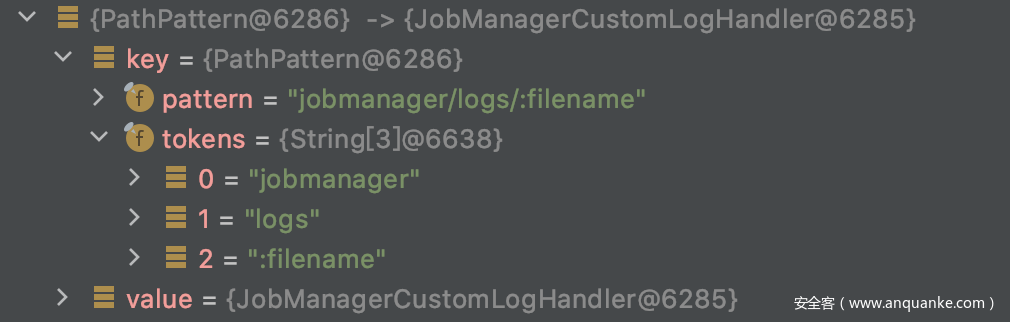 {PathPattern@6286} -> {JobManagerCustomLogHandler@6285}
key = {PathPattern@6286}
f pattern = "jobmanager/logs/:filename"
f tokens = {String[3]@6638}
0 = "jobmanager"
1 = "logs"
2 = ":filename"
value = {JobManagerCustomLogHandler@6285}
安全客（www.anquanke.com）